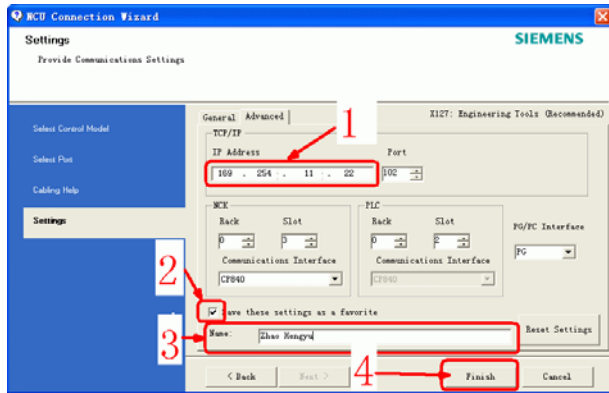 NCU Connection Wizard
Settings
SIEMENS
Provide Communications Settings
Select Control Model
Select Port
Cabling Help
Settings
General Advanced
X127: Engineering Tools (Recommended)
1
TCP/IP
IP Address Port
169 . 254 . 11 . 22 102
NCK PLC
Rack Slot Rack Slot
0 3 0 2
PG/PC Interface
PG
Communications Interface Communications Interface
CP840 CP840
2
Save these settings as a favorite
3
Name: Zhao Hengyu
Reset Settings
4
< Back Next > Finish Cancel